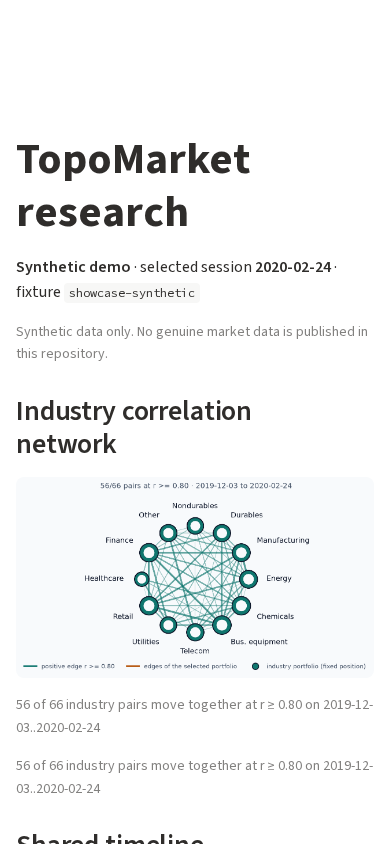 TopoMarket
research
Synthetic demo · selected session 2020-02-24 ·
fixture showcase-synthetic
Synthetic data only. No genuine market data is published in
this repository.
Industry correlation
network
56/66 pairs at r >= 0.80 · 2019-12-03 to 2020-02-24
Nondurables
Other
Durables
Finance
Manufacturing
Healthcare
Energy
Retail
Chemicals
Utilities
Bus. equipment
Telecom
positive edge r >= 0.80
edges of the selected portfolio
industry portfolio (fixed position)
56 of 66 industry pairs move together at r ≥ 0.80 on 2019-12-
03..2020-02-24
56 of 66 industry pairs move together at r ≥ 0.80 on 2019-12-
03..2020-02-24
Shared timeline